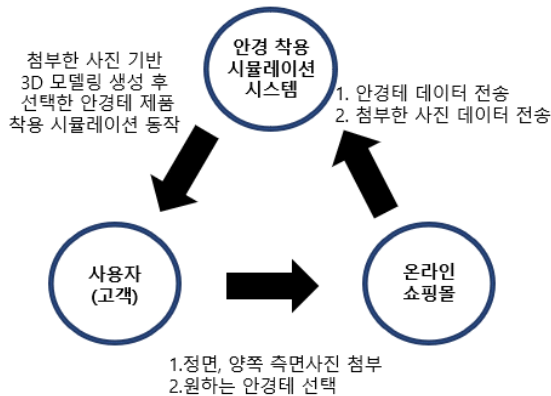 첨부한 사진 기반
3D 모델링 생성 후
선택한 안경테 제품
착용 시뮬레이션 동작
안경 착용
시뮬레이션
시스템
1. 안경테 데이터 전송
2. 첨부한 사진 데이터 전송
사용자
(고객)
온라인
쇼핑몰
1.정면, 양쪽 측면사진 첨부
2.원하는 안경테 선택